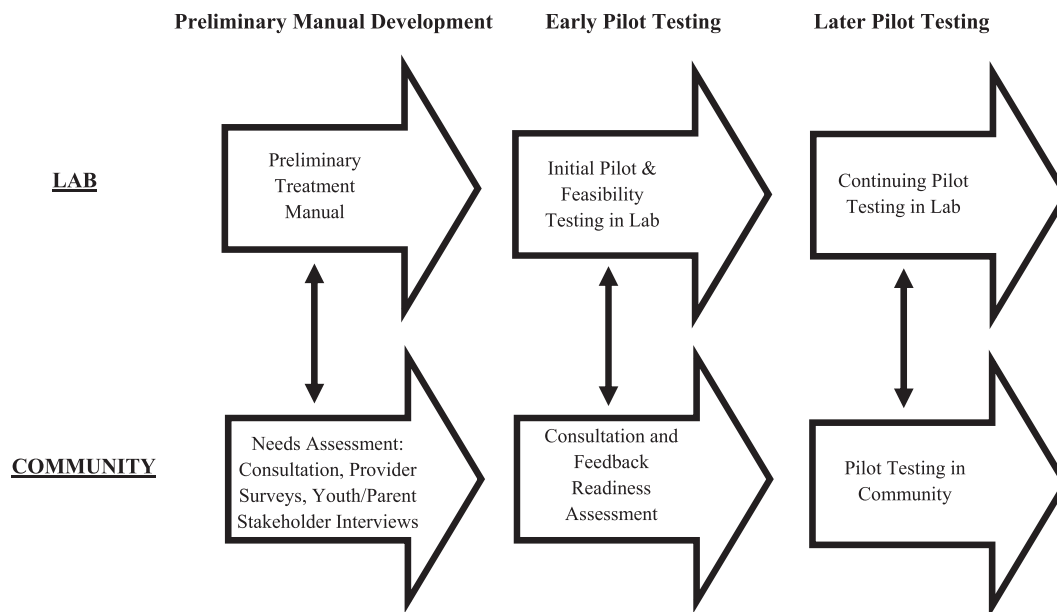 Preliminary Manual Development
Early Pilot Testing
Later Pilot Testing
LAB
Preliminary
Treatment
Manual
Initial Pilot &
Feasibility
Testing in Lab
Continuing Pilot
Testing in Lab
COMMUNITY
Needs Assessment:
Consultation, Provider
Surveys, Youth/Parent
Stakeholder Interviews
Consultation and
Feedback
Readiness
Assessment
Pilot Testing in
Community